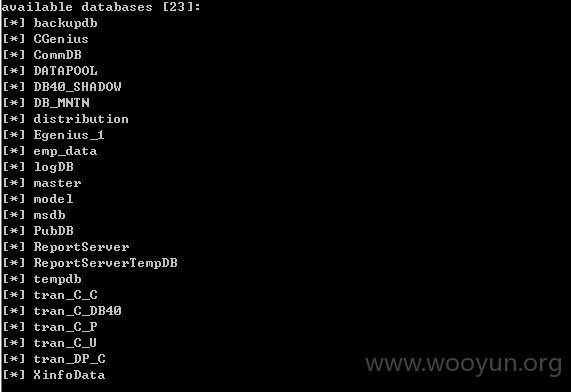 available databases [23]:
[*] backupdb
[*] CGenius
[*] CommDB
[*] DATAPOOL
[*] DB40_SHADOW
[*] DB_MNTN
[*] distribution
[*] Egenius_1
[*] emp_data
[*] logDB
[*] master
[*] model
[*] msdb
[*] PubDB
[*] ReportServer
[*] ReportServerTempDB
[*] tempdb
[*] tran_C_C
[*] tran_C_DB40
[*] tran_C_P
[*] tran_C_U
[*] tran_DP_C
[*] XinfoData
www.wooyun.org